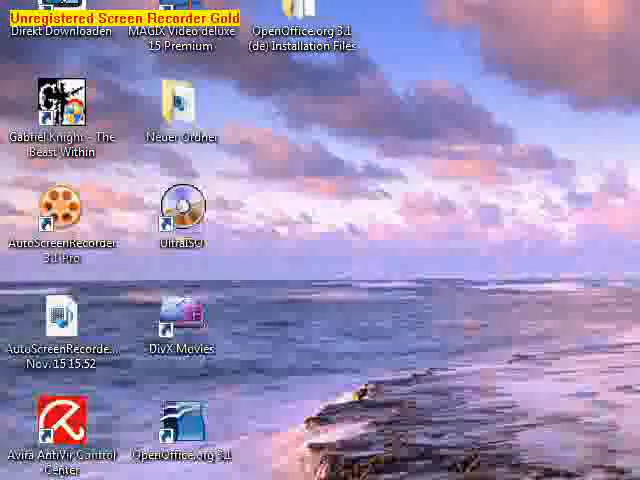 Unregistered Screen Recorder Gold
Direkt Downloaden
MAGIX Video deluxe
15 Premium
OpenOffice.org 3.1
(de) Installation Files
Gabriel Knight - The
Beast Within
Neuer Ordner
AutoScreenRecorder
3.1 Pro
UltraISO
AutoScreenRecorde...
Nov. 15 15.52
DivX Movies
Avira AntiVir Control
Center
OpenOffice.org 3.1